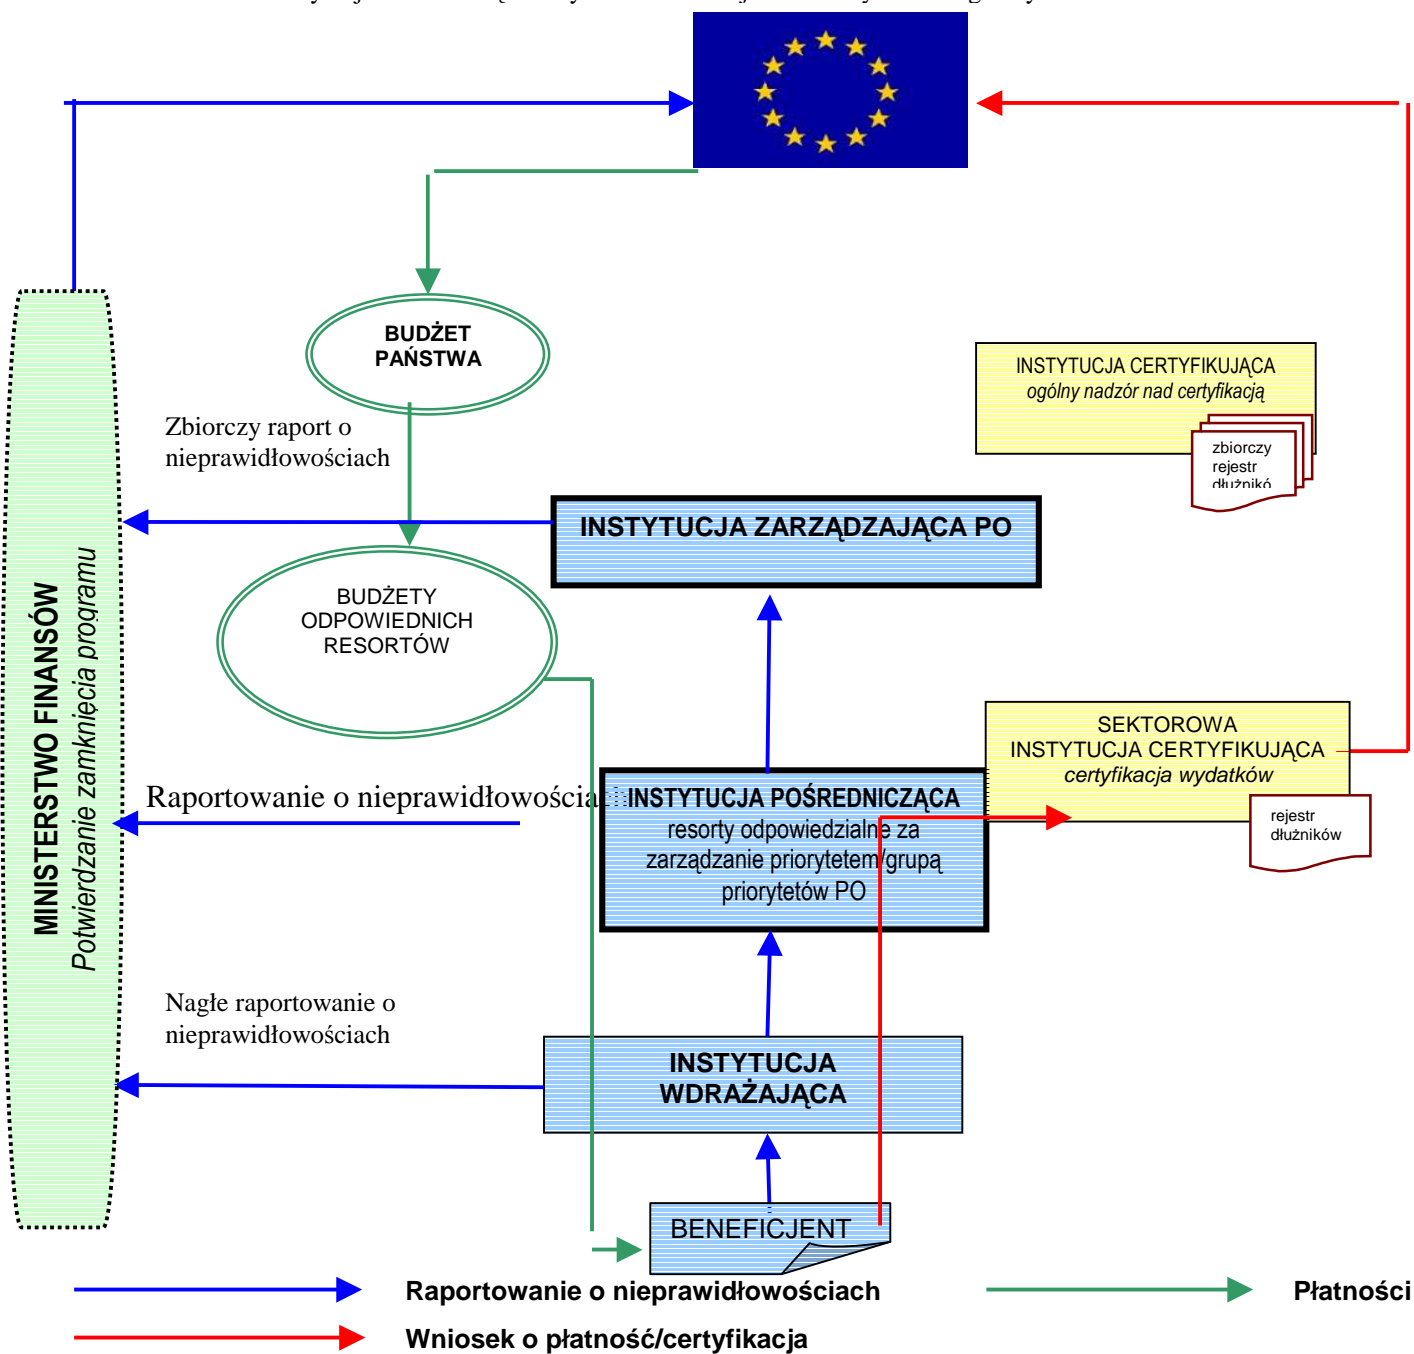 BUDŻET
PAŃSTWA
INSTYTUCJA CERTYFIKUJĄCA
ogólny nadzór nad certyfikacją
zbiorczy
rejestr
dłużnikó
Zbiorczy raport o
nieprawidłowościach
INSTYTUCJA ZARZĄDZAJĄCA PO
BUDŻETY
ODPOWIEDNICH
RESORTÓW
MINISTERSTWO FINANSÓW
Potwierdzanie zamknięcia programu
SEKTOROWA
INSTYTUCJA CERTYFIKUJĄCA
certyfikacja wydatków
rejestr
dłużników
Raportowanie o nieprawidłowościach
INSTYTUCJA POŚREDNICZĄCA
resorty odpowiedzialne za
zarządzanie priorytetem/grupą
priorytetów PO
Nagłe raportowanie o
nieprawidłowościach
INSTYTUCJA
WDRAŻAJĄCA
BENEFICJENT
Raportowanie o nieprawidłowościach
Płatności
Wniosek o płatność/certyfikacja